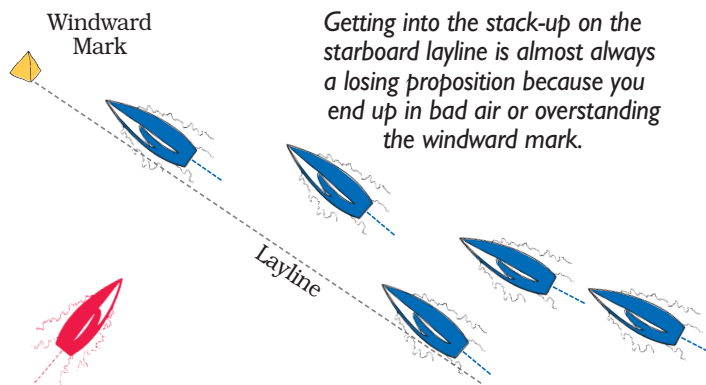 Windward
Mark
Getting into the stack-up on the
starboard layline is almost always
a losing proposition because you
end up in bad air or overstanding
the windward mark.
Layline